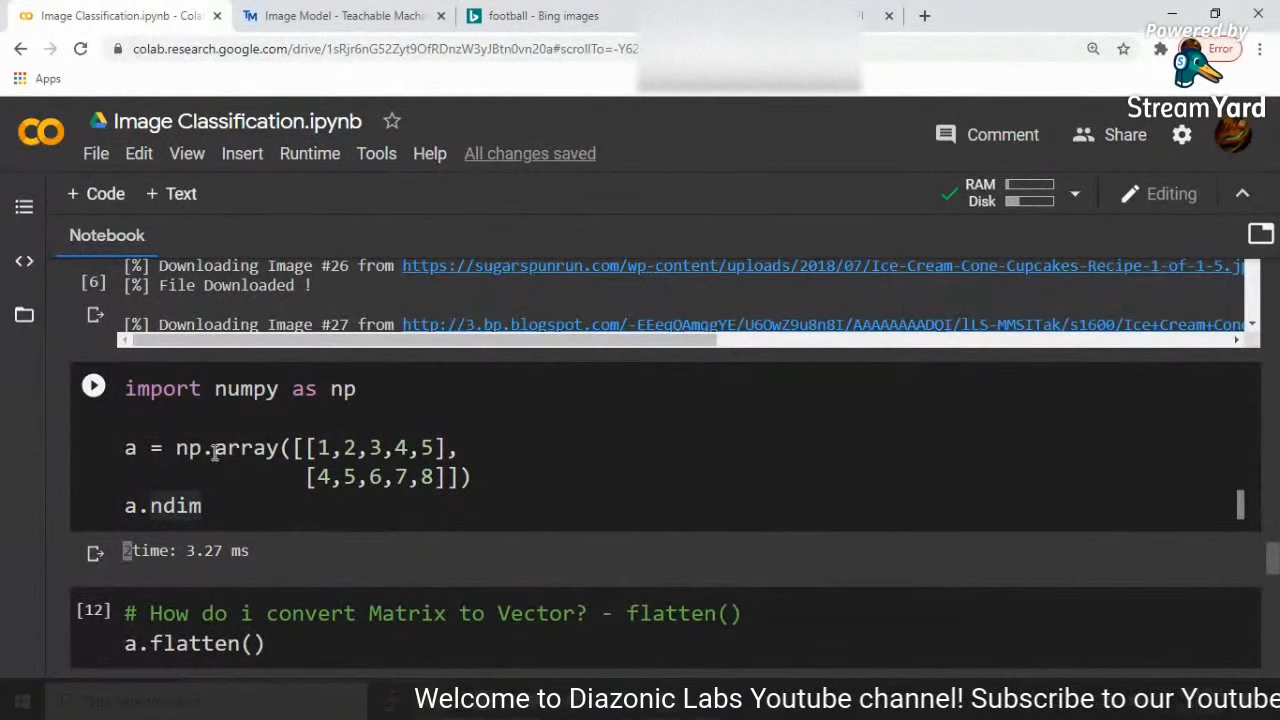 Image Classification.ipynb - Cola
Image Model - Teachable Machi
football - Bing images
colab.research.google.com/drive/1sRjr6nG52Zyt9OfRDnzW3yJBtn0vn20a#scrollTo=-Y62
Error
Powered by
StreamYard
Apps
Image Classification.ipynb
File Edit View Insert Runtime Tools Help All changes saved
Comment
Share
+ Code + Text
RAM
Disk
Editing
Notebook
[%] Downloading Image #26 from https://sugarspunrun.com/wp-content/uploads/2018/07/Ice-Cream-Cone-Cupcakes-Recipe-1-of-1-5.jp
[6]
[%] File Downloaded !
[%] Downloading Image #27 from http://3.bp.blogspot.com/-EEeqQAmqgYE/U6OwZ9u8n8I/AAAAAAAADQI/lLS-MMSITak/s1600/Ice+Cream+Con
import numpy as np
a = np.array([[1,2,3,4,5],
[4,5,6,7,8]])
a.ndim
2time: 3.27 ms
[12] # How do i convert Matrix to Vector? - flatten()
a.flatten()
Welcome to Diazonic Labs Youtube channel! Subscribe to our Youtube